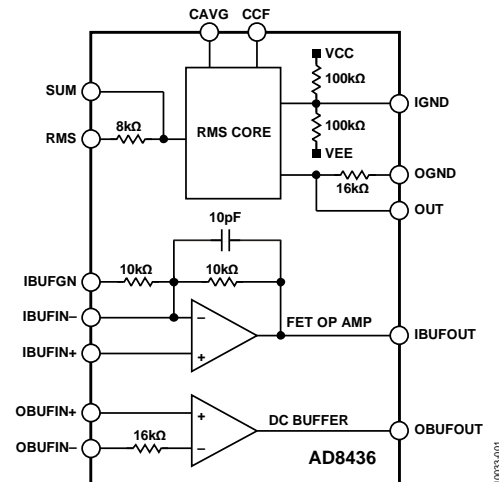 CAVG CCF
VCC
100kΩ
SUM
IGND
8kΩ
RMS
RMS CORE
100kΩ
VEE
OGND
16kΩ
OUT
10pF
IBUFGN
10kΩ
10kΩ
IBUFIN–
–
FET OP AMP
IBUFOUT
IBUFIN+
+
OBUFIN+
+
DC BUFFER
OBUFOUT
16kΩ
OBUFIN–
–
AD8436